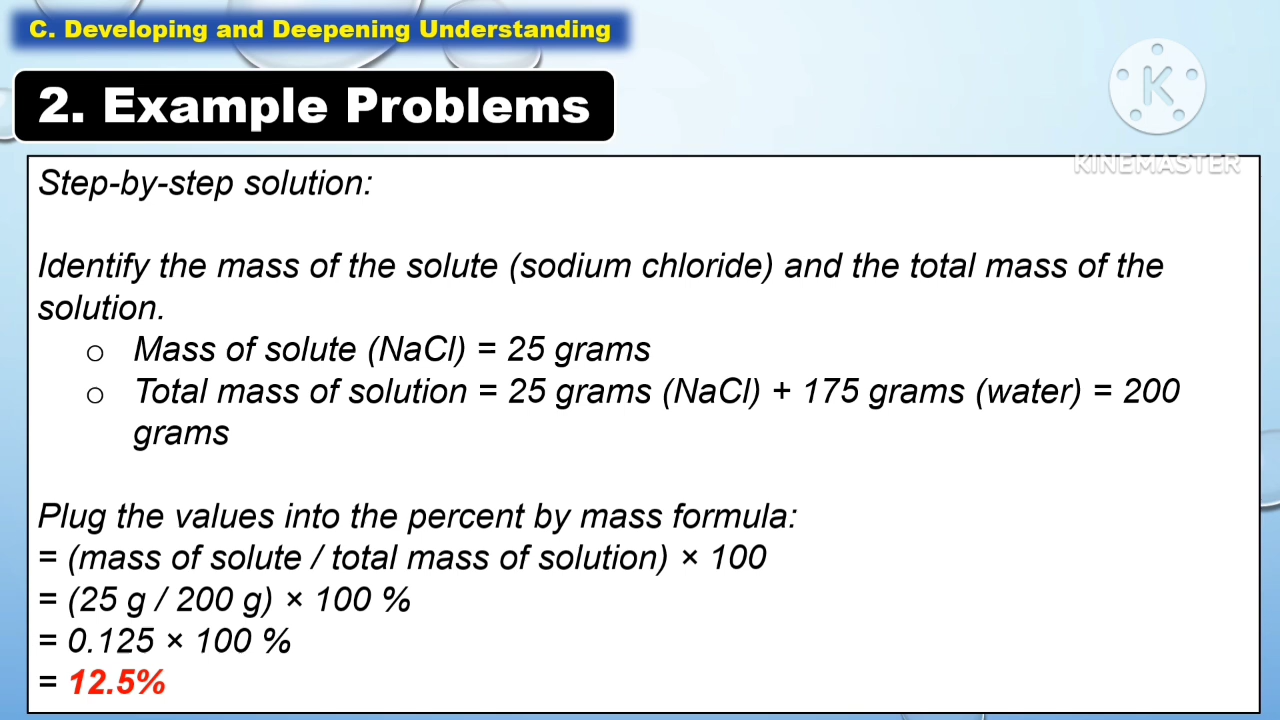 C. Developing and Deepening Understanding
2. Example Problems
K
KINEMASTER
Step-by-step solution:
Identify the mass of the solute (sodium chloride) and the total mass of the
solution.
o Mass of solute (NaCl) = 25 grams
o Total mass of solution = 25 grams (NaCl) + 175 grams (water) = 200
grams
Plug the values into the percent by mass formula:
= (mass of solute / total mass of solution) × 100
= (25 g / 200 g) × 100 %
= 0.125 × 100 %
= 12.5%